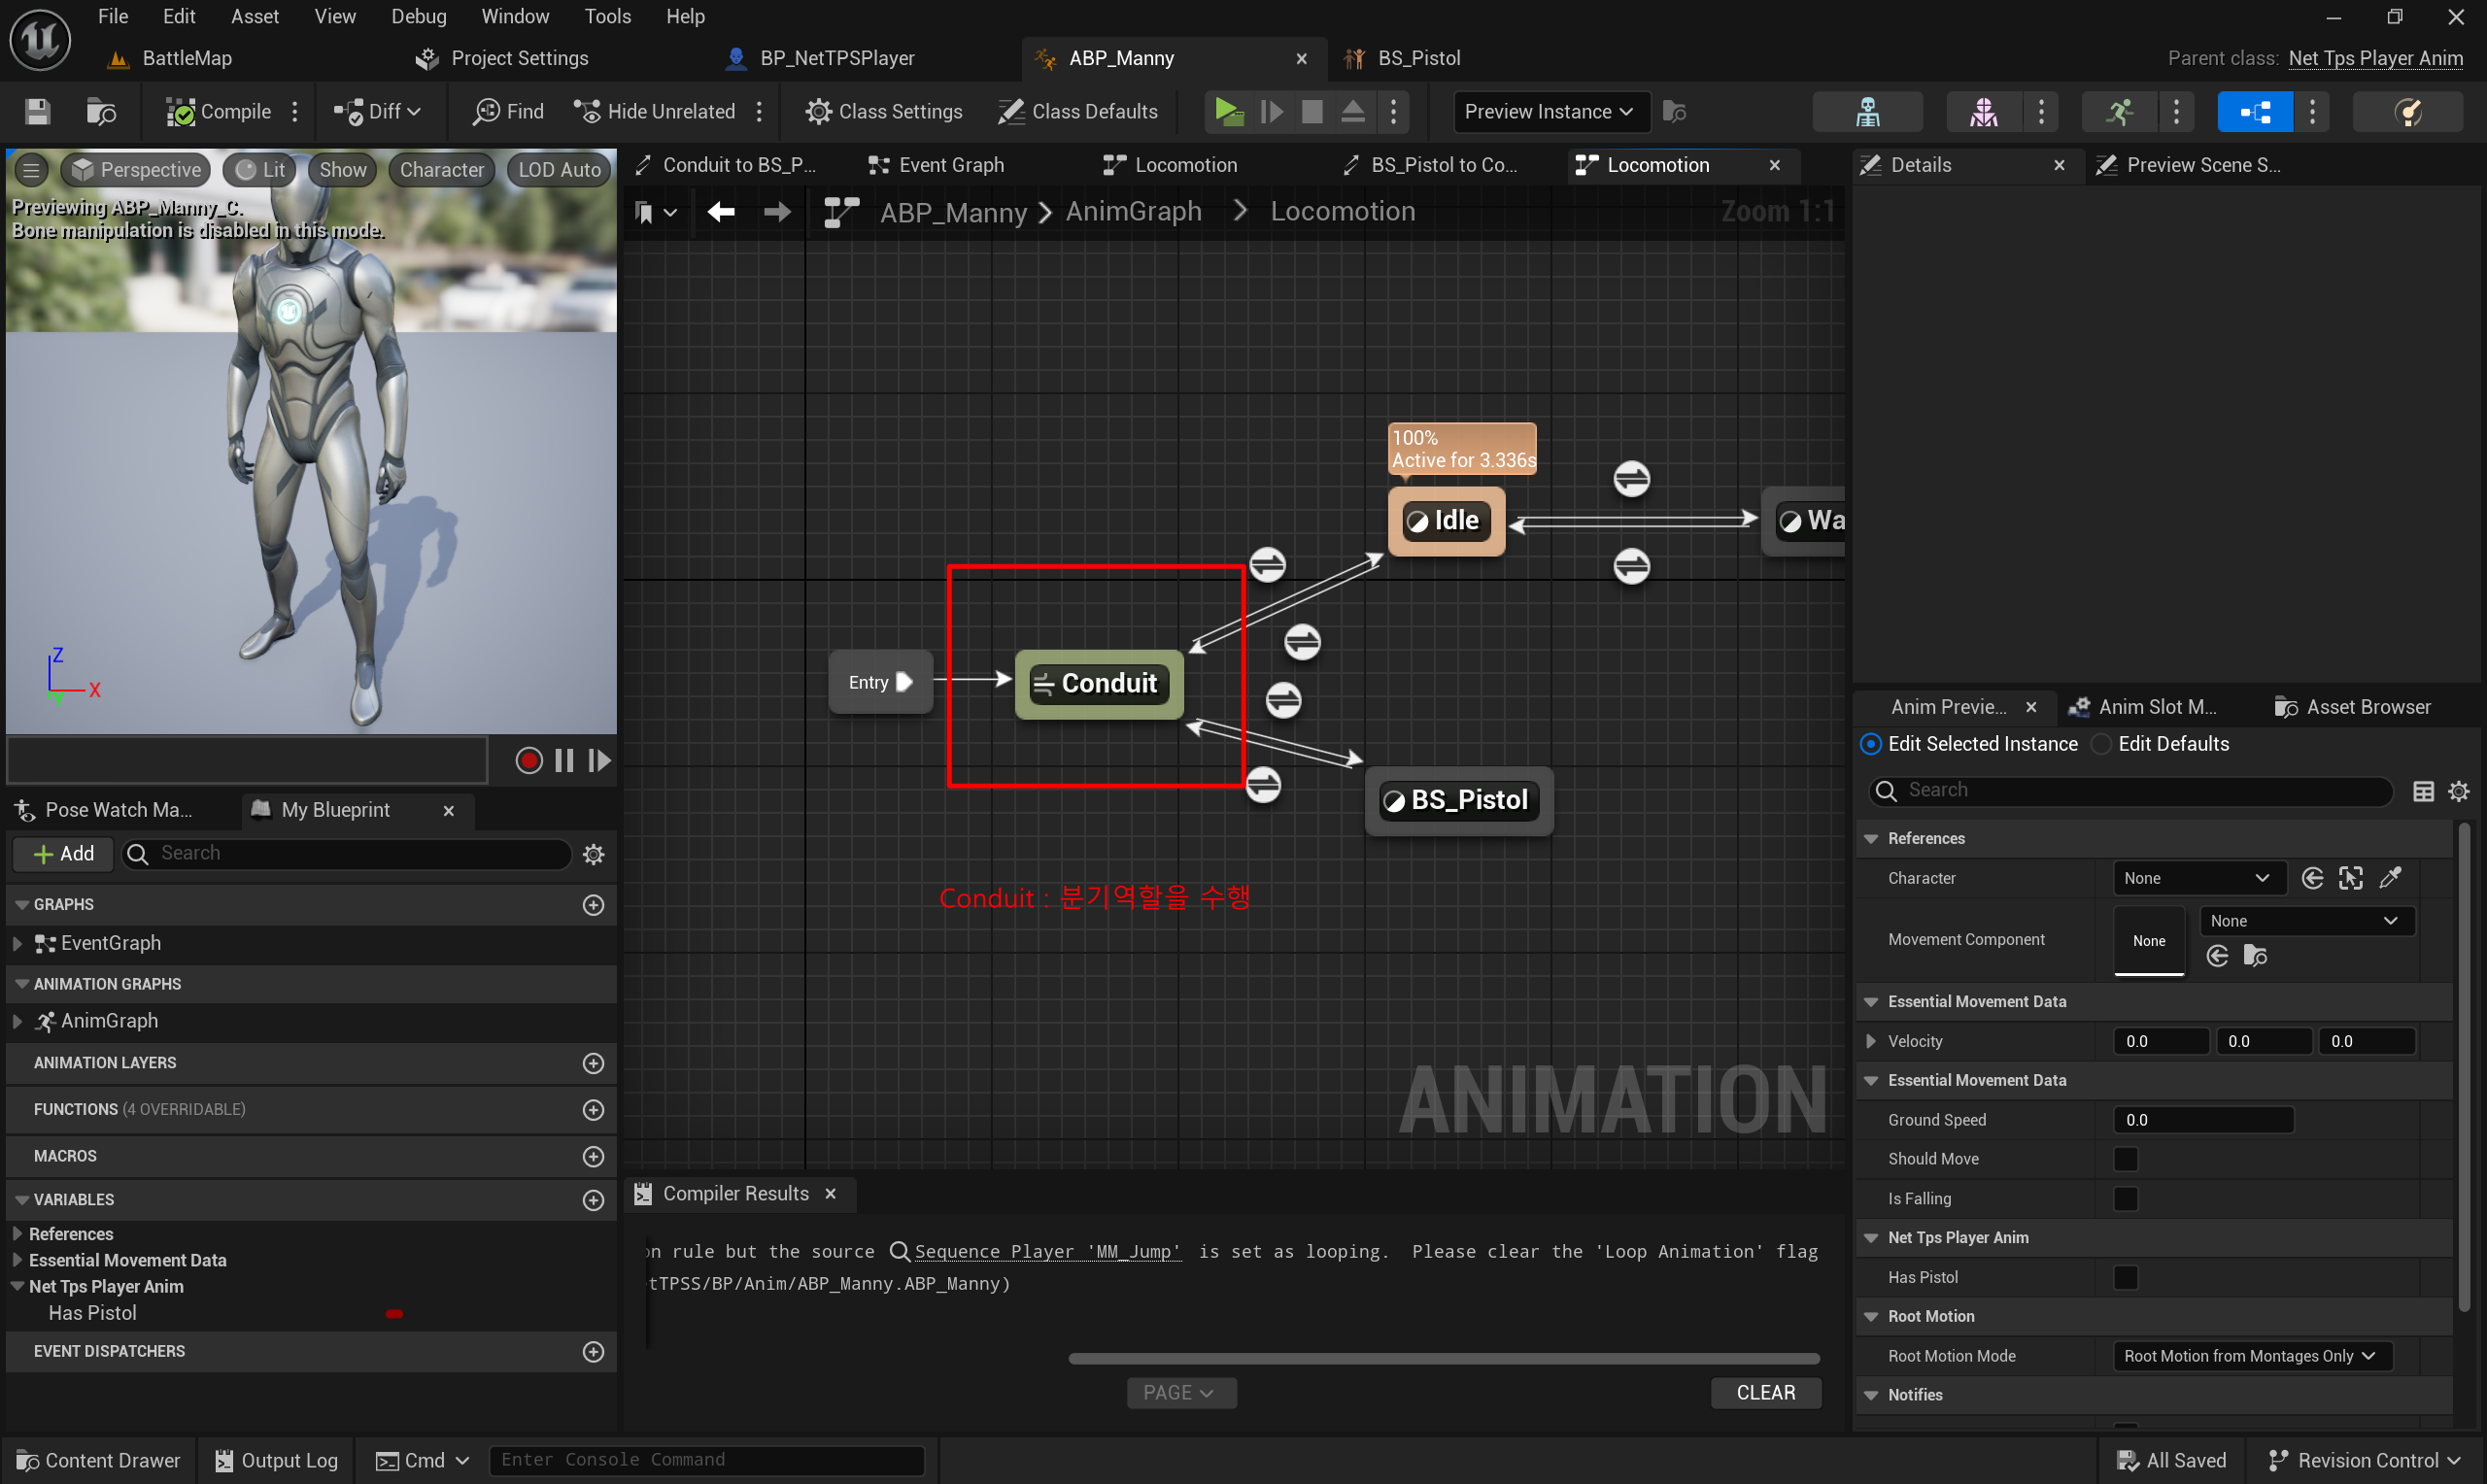 File Edit Asset View Debug Window Tools Help
BattleMap Project Settings BP_NetTPSPlayer ABP_Manny BS_Pistol Parent class: Net Tps Player Anim
Compile Diff Find Hide Unrelated Class Settings Class Defaults Preview Instance
Perspective Lit Show Character LOD Auto
Previewing ABP_Manny_C.
Bone manipulation is disabled in this mode.
Z
X
Y
Conduit to BS_P... Event Graph Locomotion BS_Pistol to Co... Locomotion
ABP_Manny AnimGraph Locomotion Zoom 1:1
100%
Active for 3.336s
Idle
Wa
Entry
Conduit
BS_Pistol
Conduit : 분기역할을 수행
ANIMATION
Pose Watch Ma... My Blueprint
Add Search
GRAPHS
EventGraph
ANIMATION GRAPHS
AnimGraph
ANIMATION LAYERS
FUNCTIONS (4 OVERRIDABLE)
MACROS
VARIABLES
References
Essential Movement Data
Net Tps Player Anim
Has Pistol
EVENT DISPATCHERS
Compiler Results
on rule but the source Sequence Player 'MM_Jump' is set as looping. Please clear the 'Loop Animation' flag
tTPSS/BP/Anim/ABP_Manny.ABP_Manny)
PAGE
CLEAR
Details Preview Scene S...
Anim Previe... Anim Slot M... Asset Browser
Edit Selected Instance Edit Defaults
Search
References
Character None
Movement Component None None
Essential Movement Data
Velocity 0.0 0.0 0.0
Essential Movement Data
Ground Speed 0.0
Should Move
Is Falling
Net Tps Player Anim
Has Pistol
Root Motion
Root Motion Mode Root Motion from Montages Only
Notifies
Content Drawer Output Log Cmd Enter Console Command All Saved Revision Control